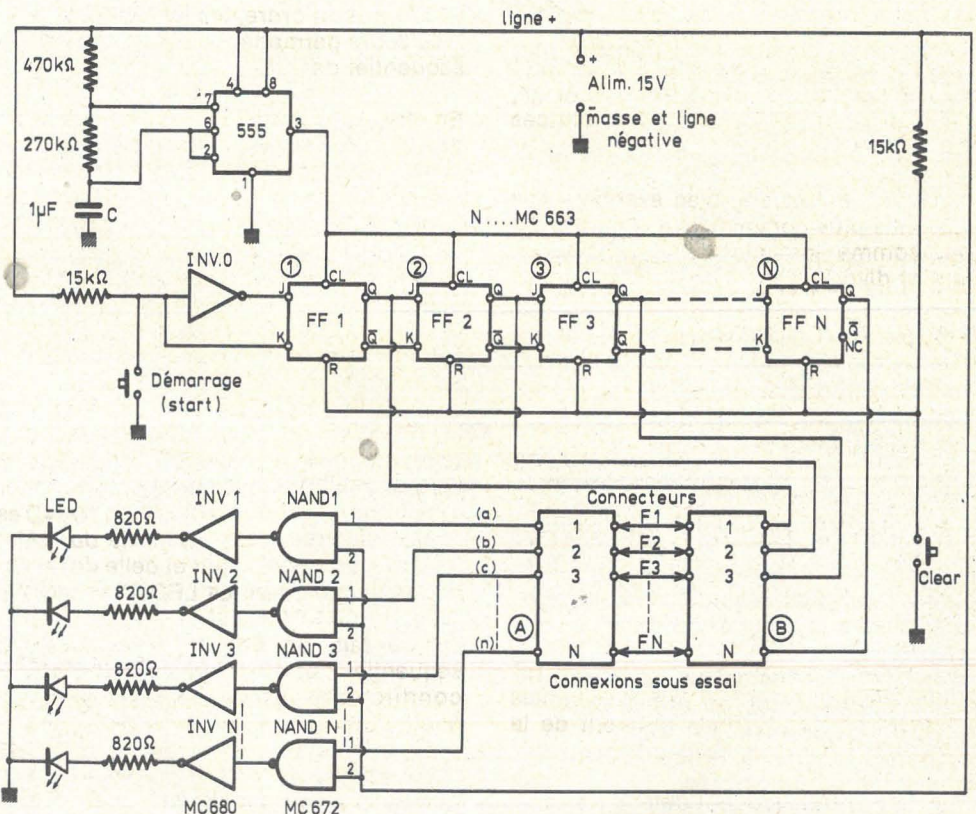 ligne +
470kΩ
4
8
+
7
Alim. 15V
6
555
3
−
270kΩ
masse et ligne
négative
15kΩ
2
1
1µF
C
N....MC 663
15kΩ
INV.0
1
CL
2
CL
3
CL
N
CL
J
Q
J
Q
J
Q
J
Q
FF 1
FF 2
FF 3
FF N
K
Q
K
Q
K
Q
K
NC
R
R
R
R
Démarrage
(start)
Connecteurs
LED
820Ω
INV 1
NAND1
1
(a)
1
F1
1
2
(b)
2
F2
2
820Ω
INV 2
NAND 2
1
(c)
3
F3
3
Clear
2
A
B
820Ω
INV 3
NAND 3
1
(n)
N
FN
N
2
Connexions sous essai
820Ω
INV N
NAND N
1
2
MC680
MC672